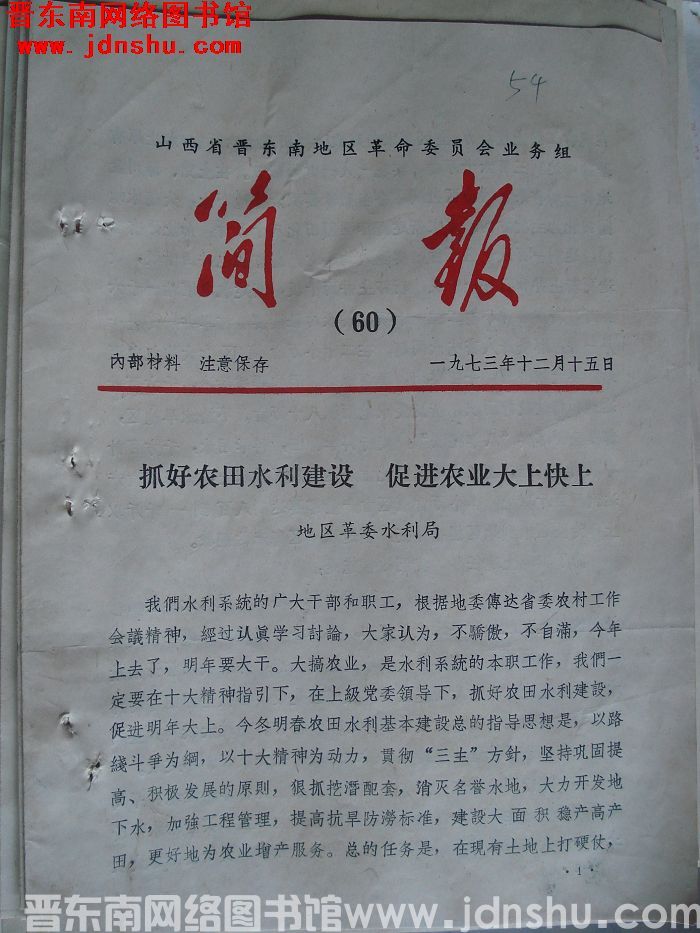 晋东南网络图书馆
www.jdnshu.com
54
山西省晋东南地区革命委员会业务组
简报
(60)
內部材料 注意保存 一九七三年十二月十五日
抓好农田水利建设 促进农业大上快上
地区革委水利局
我們水利系統的广大干部和职工，根据地委傳达省委农村工作
会議精神，經过认眞学习討論，大家认为，不驕傲，不自滿，今年
上去了，明年要大干。大搞农业，是水利系統的本职工作，我們一
定要在十大精神指引下，在上級党委領导下，抓好农田水利建設，
促进明年大上。今冬明春农田水利基本建設总的指导思想是，以路
綫斗爭为綱，以十大精神为动力，貫彻“三主”方針，坚持巩固提
高、积极发展的原則，很抓挖潛配套，消灭名誉水地，大力开发地
下水，加強工程管理，提高抗旱防澇标准，建設大面积稳产高产
田，更好地为农业增产服务。总的任务是，在現有土地上打硬仗，
·1·
晋东南网络图书馆www.jdnshu.com